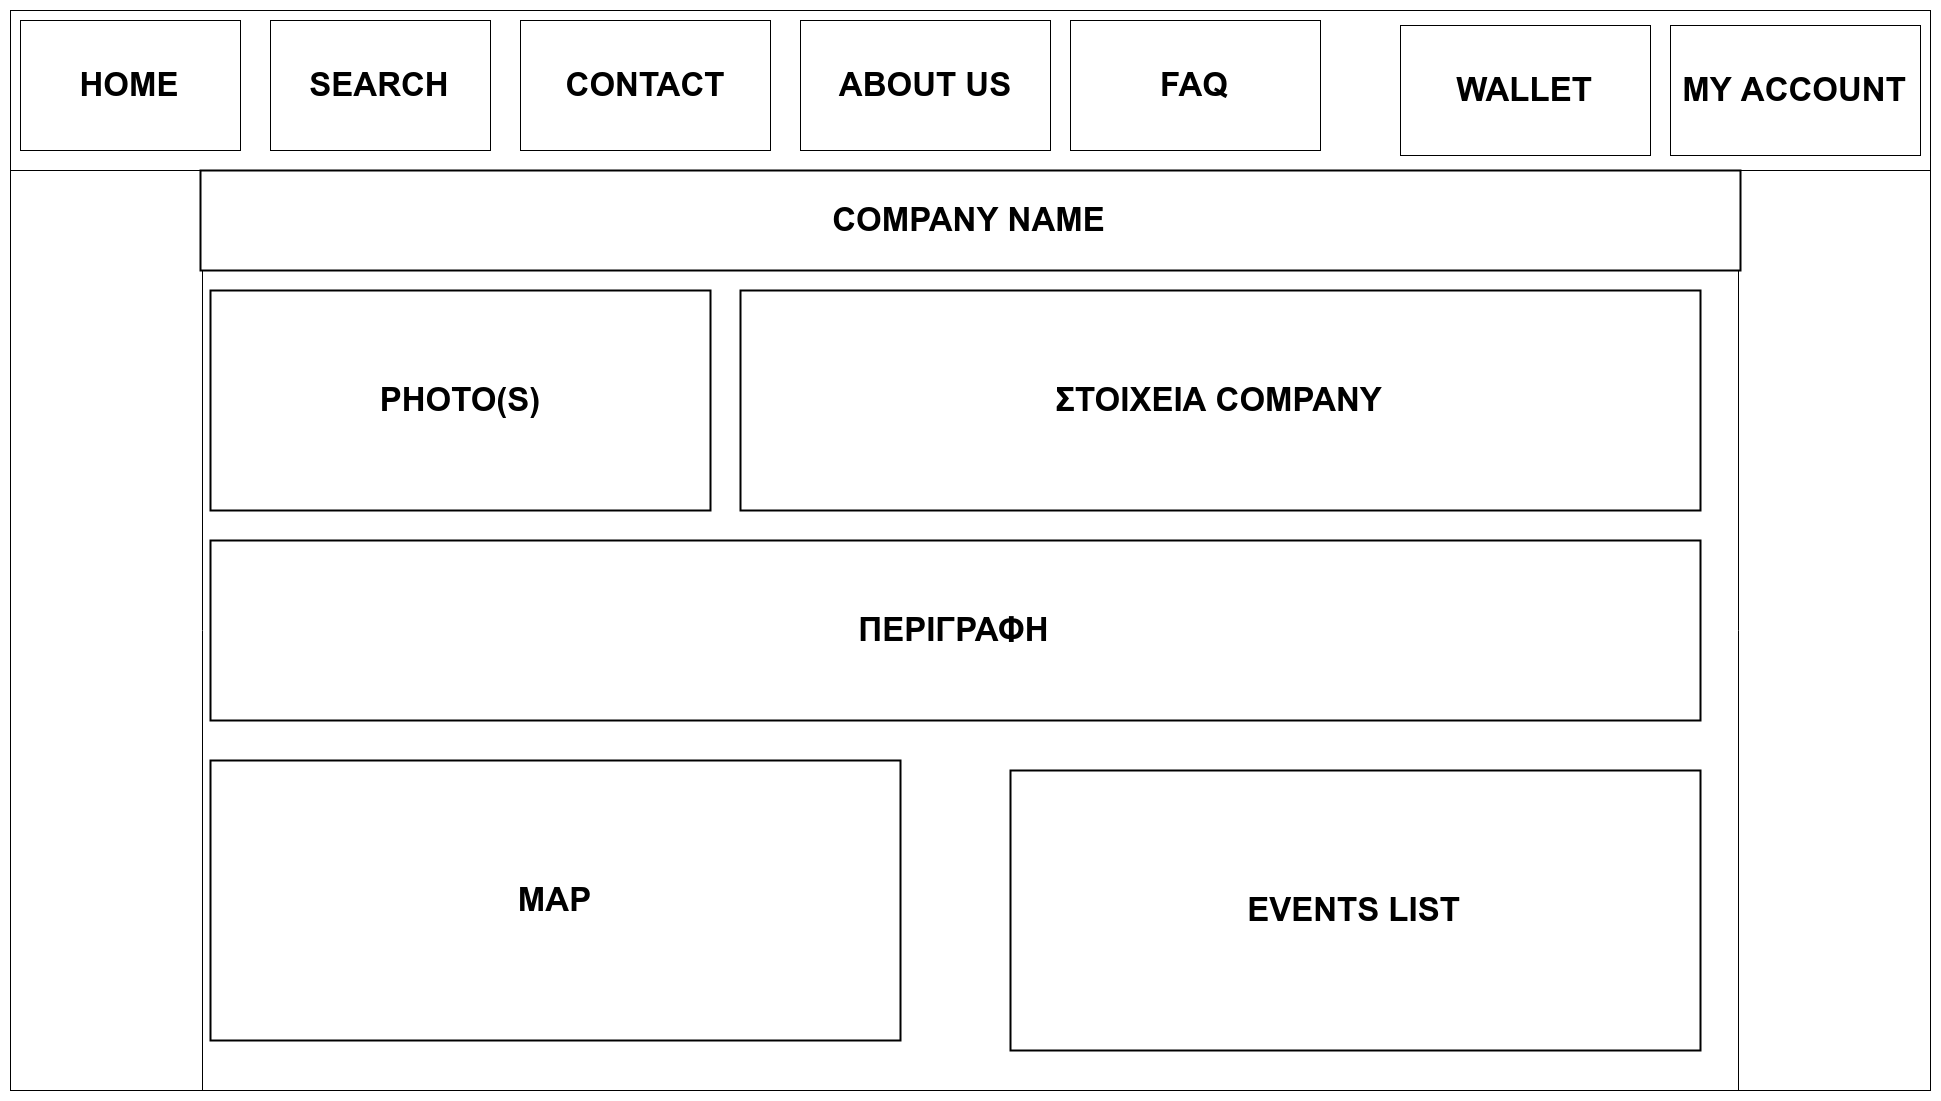 HOME
SEARCH
CONTACT
ABOUT US
FAQ
WALLET
MY ACCOUNT
COMPANY NAME
PHOTO(S)
ΣΤΟΙΧΕΙΑ COMPANY
ΠΕΡΙΓΡΑΦΗ
MAP
EVENTS LIST